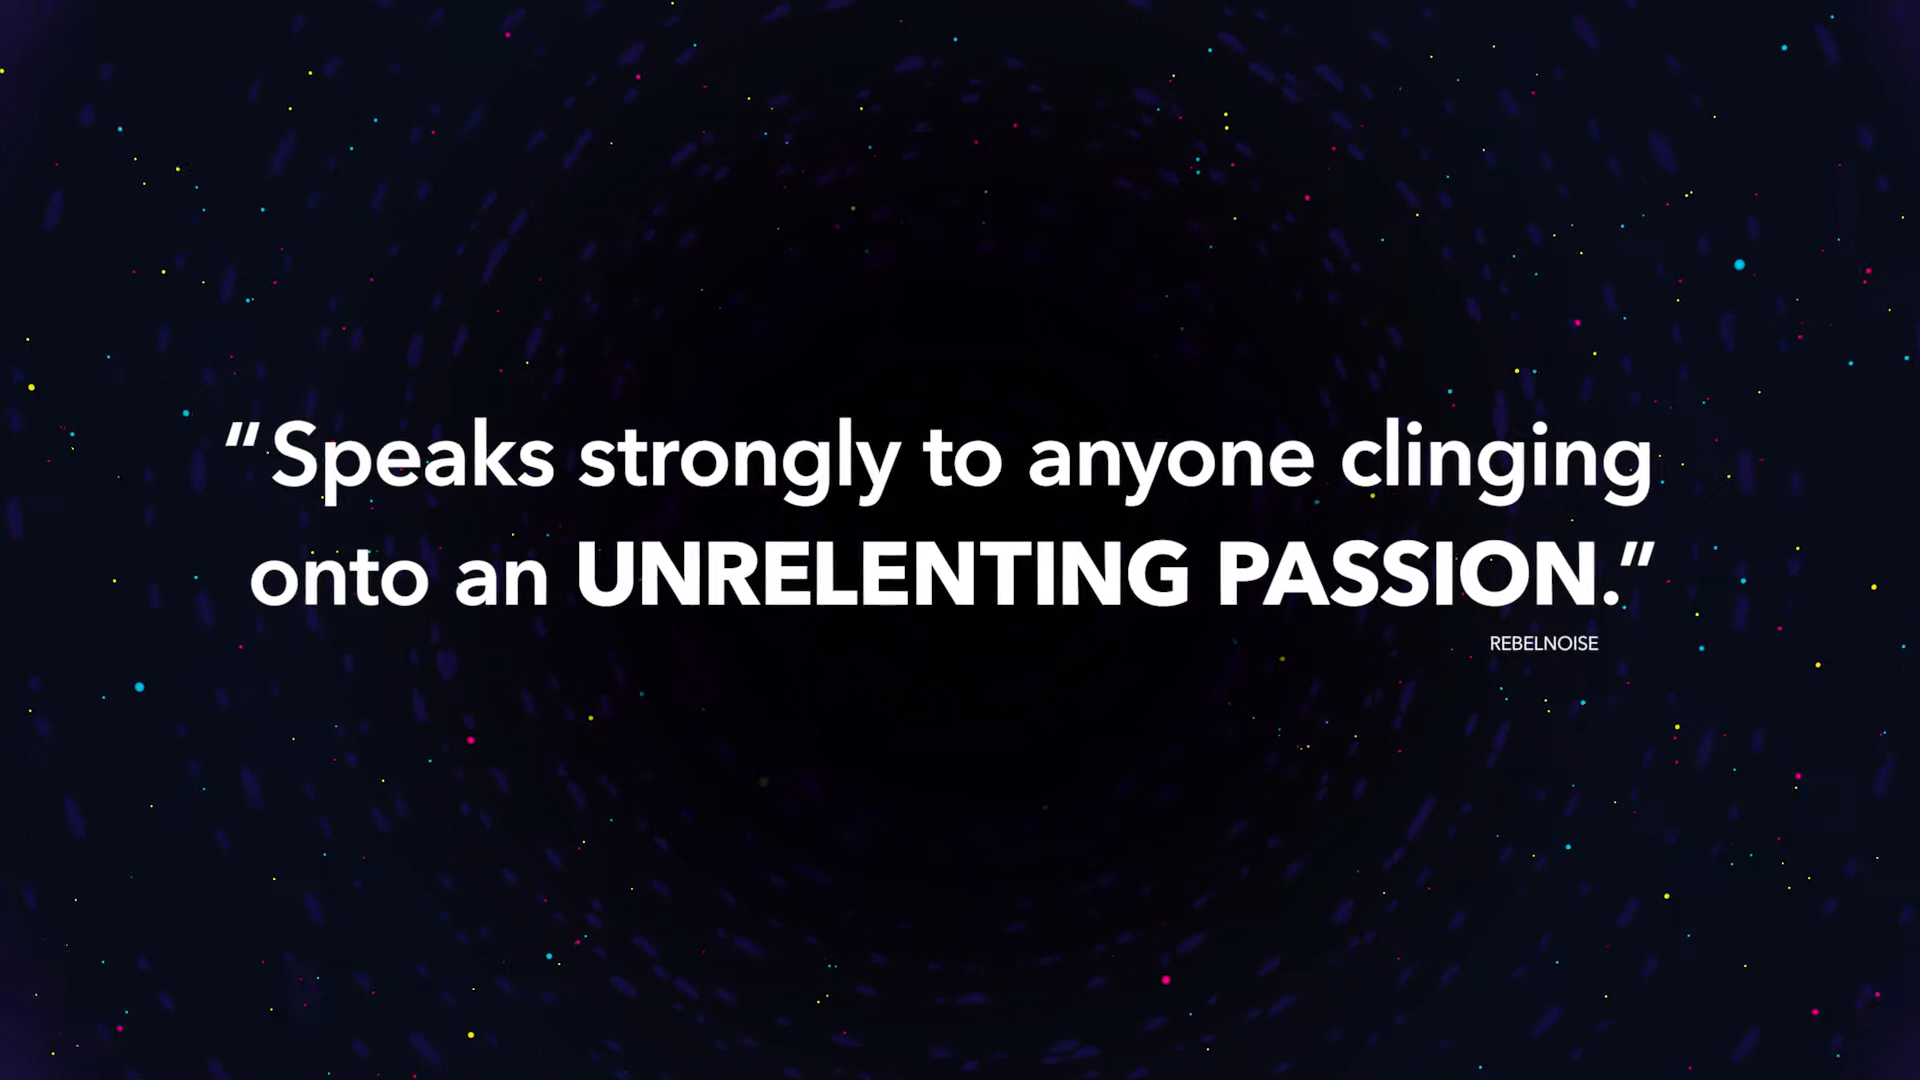 “Speaks strongly to anyone clinging
onto an UNRELENTING PASSION.”
REBELNOISE